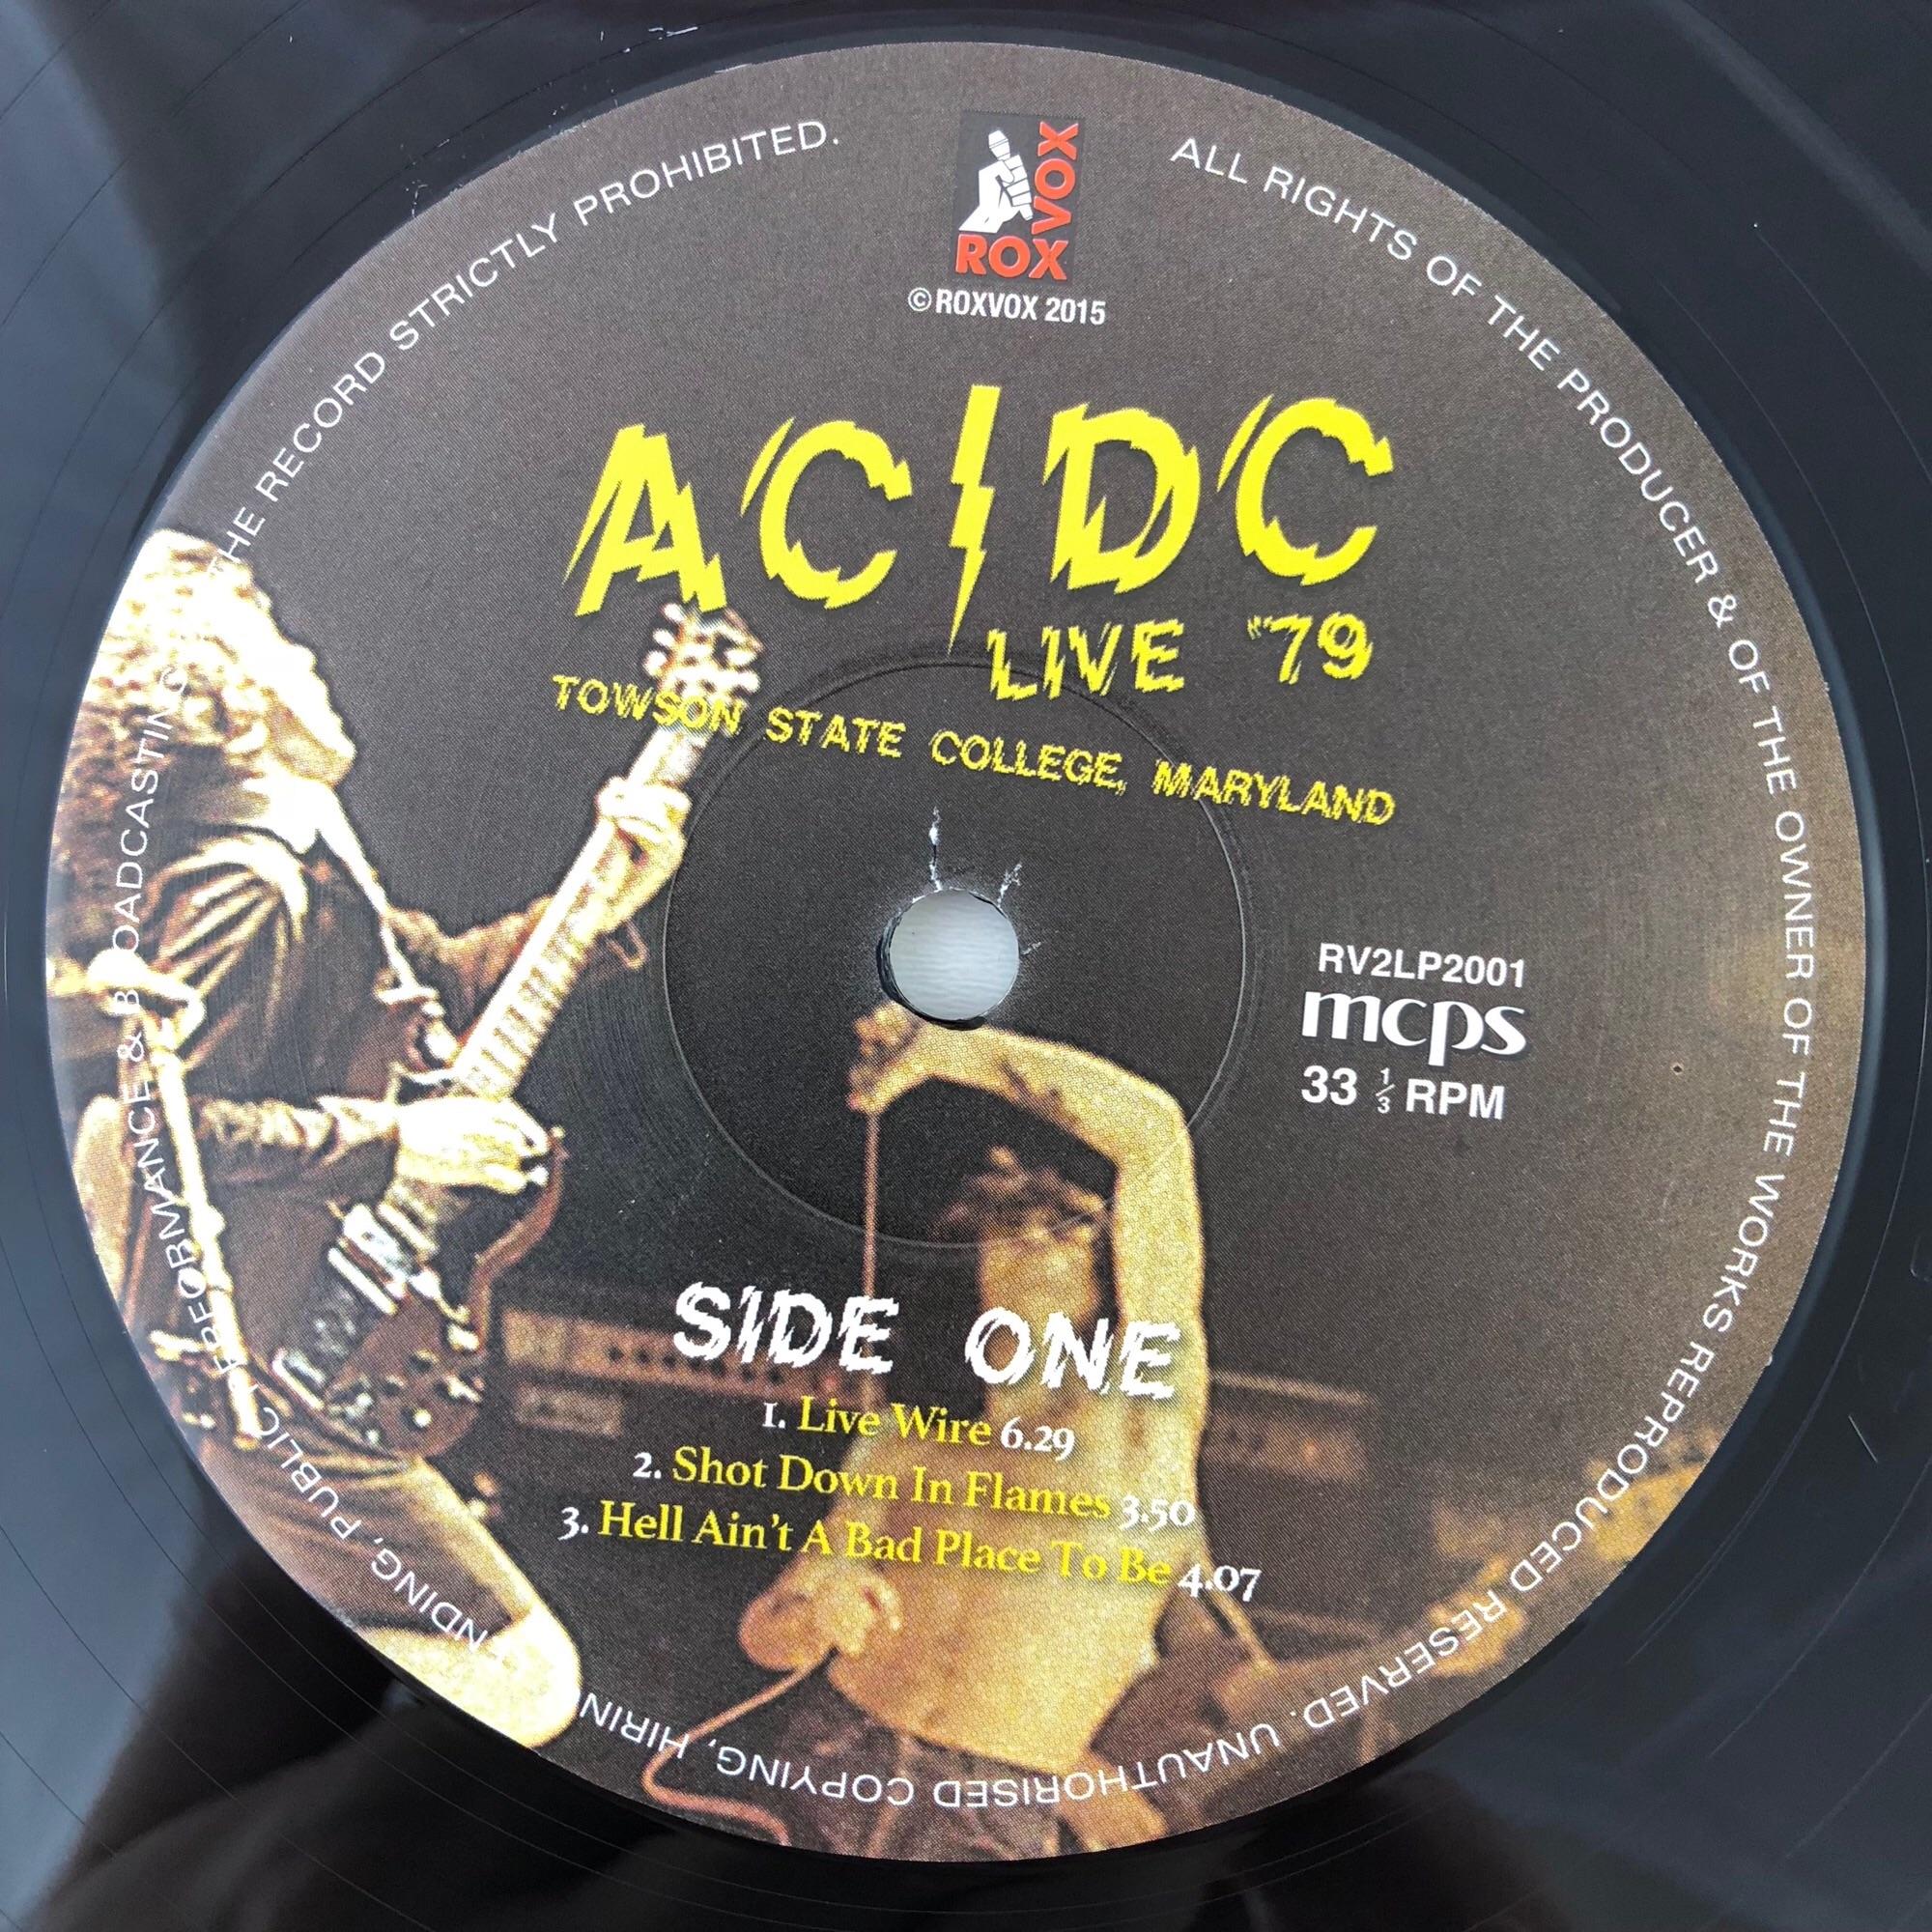 ROX VOX
© ROXVOX 2015
AC/DC
LIVE '79
TOWSON STATE COLLEGE, MARYLAND
RV2LP2001
mcps
33 1/3 RPM
SIDE ONE
1. Live Wire 6.29
2. Shot Down In Flames 3.50
3. Hell Ain't A Bad Place To Be 4.07
ALL RIGHTS OF THE PRODUCER & OF THE OWNER OF THE WORKS REPRODUCED RESERVED. UNAUTHORISED COPYING, PUBLIC PERFORMANCE & BROADCASTING THE RECORD STRICTLY PROHIBITED.